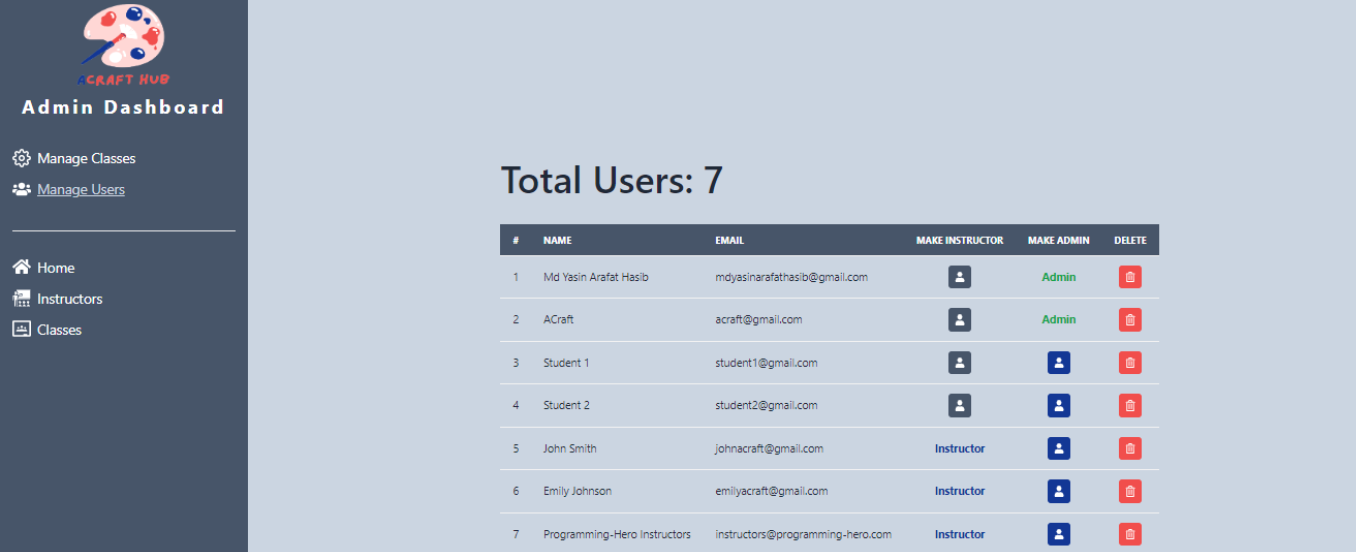 ACRAFT HUB
Admin Dashboard
Manage Classes
Manage Users
Home
Instructors
Classes
Total Users: 7
# NAME EMAIL MAKE INSTRUCTOR MAKE ADMIN DELETE
1 Md Yasin Arafat Hasib mdyasinarafathasib@gmail.com Admin
2 ACraft acraft@gmail.com Admin
3 Student 1 student1@gmail.com
4 Student 2 student2@gmail.com
5 John Smith johnacraft@gmail.com Instructor
6 Emily Johnson emilyacraft@gmail.com Instructor
7 Programming-Hero Instructors instructors@programming-hero.com Instructor